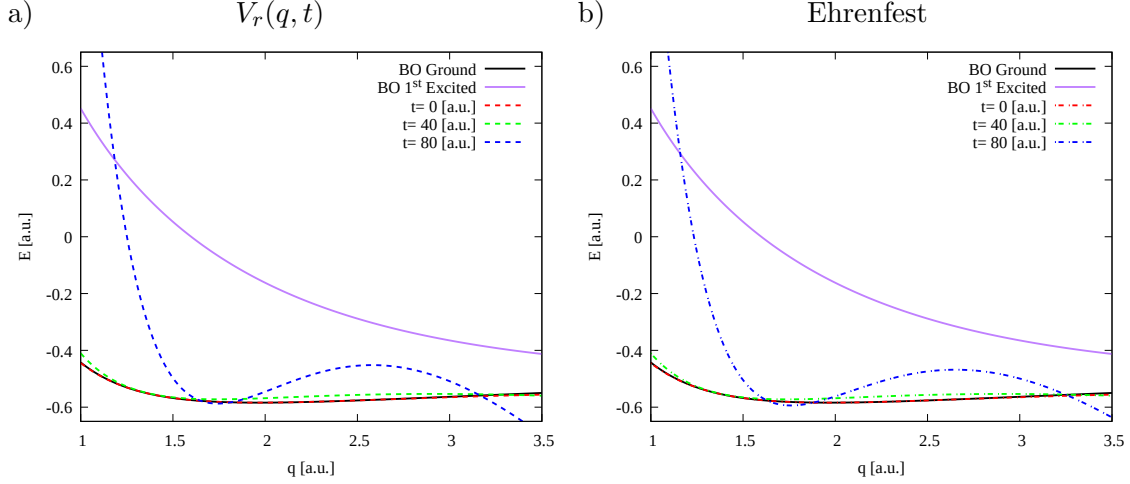 a) V_r(q, t)
0.6
0.4
0.2
0
-0.2
-0.4
-0.6
E [a.u.]
BO Ground
BO 1st Excited
t= 0 [a.u.]
t= 40 [a.u.]
t= 80 [a.u.]
1 1.5 2 2.5 3 3.5
q [a.u.]
b) Ehrenfest
0.6
0.4
0.2
0
-0.2
-0.4
-0.6
E [a.u.]
BO Ground
BO 1st Excited
t= 0 [a.u.]
t= 40 [a.u.]
t= 80 [a.u.]
1 1.5 2 2.5 3 3.5
q [a.u.]